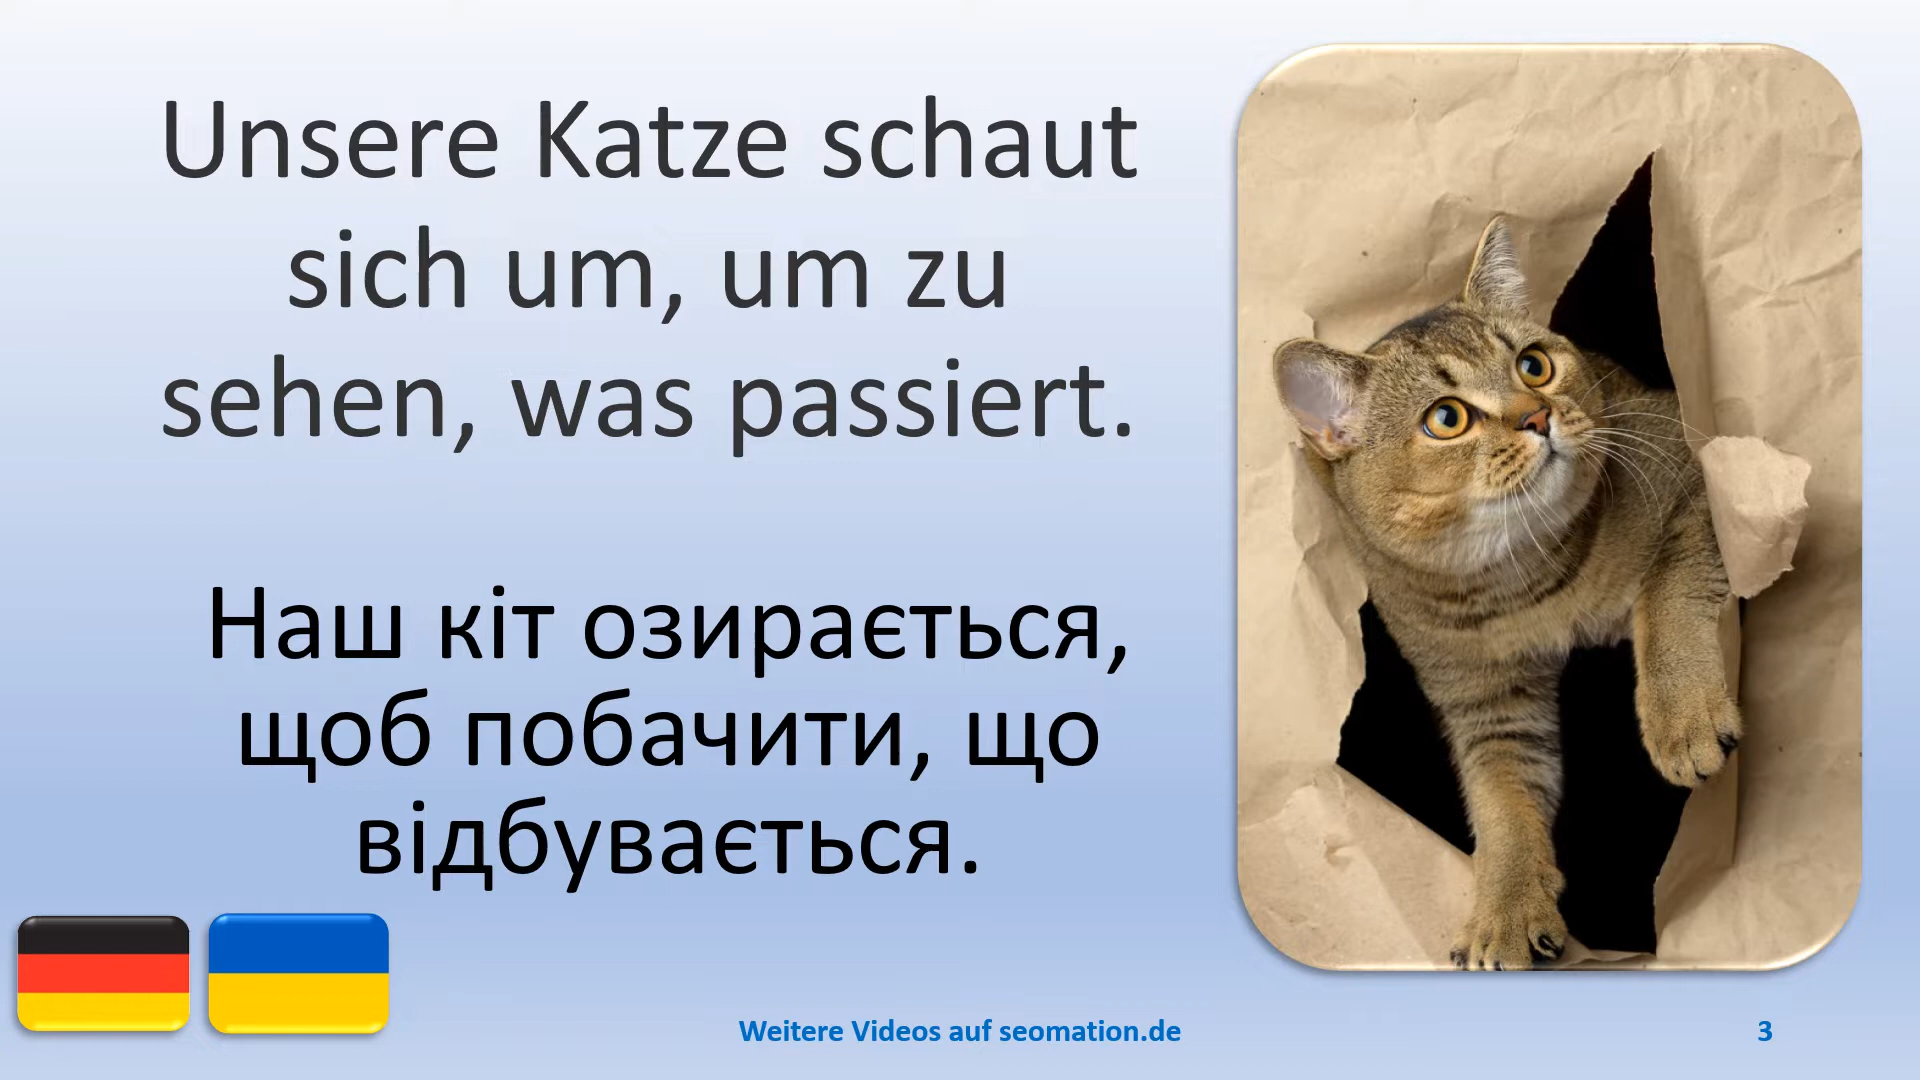 Unsere Katze schaut
sich um, um zu
sehen, was passiert.
Наш кіт озирається,
щоб побачити, що
відбувається.
Weitere Videos auf seomation.de
3